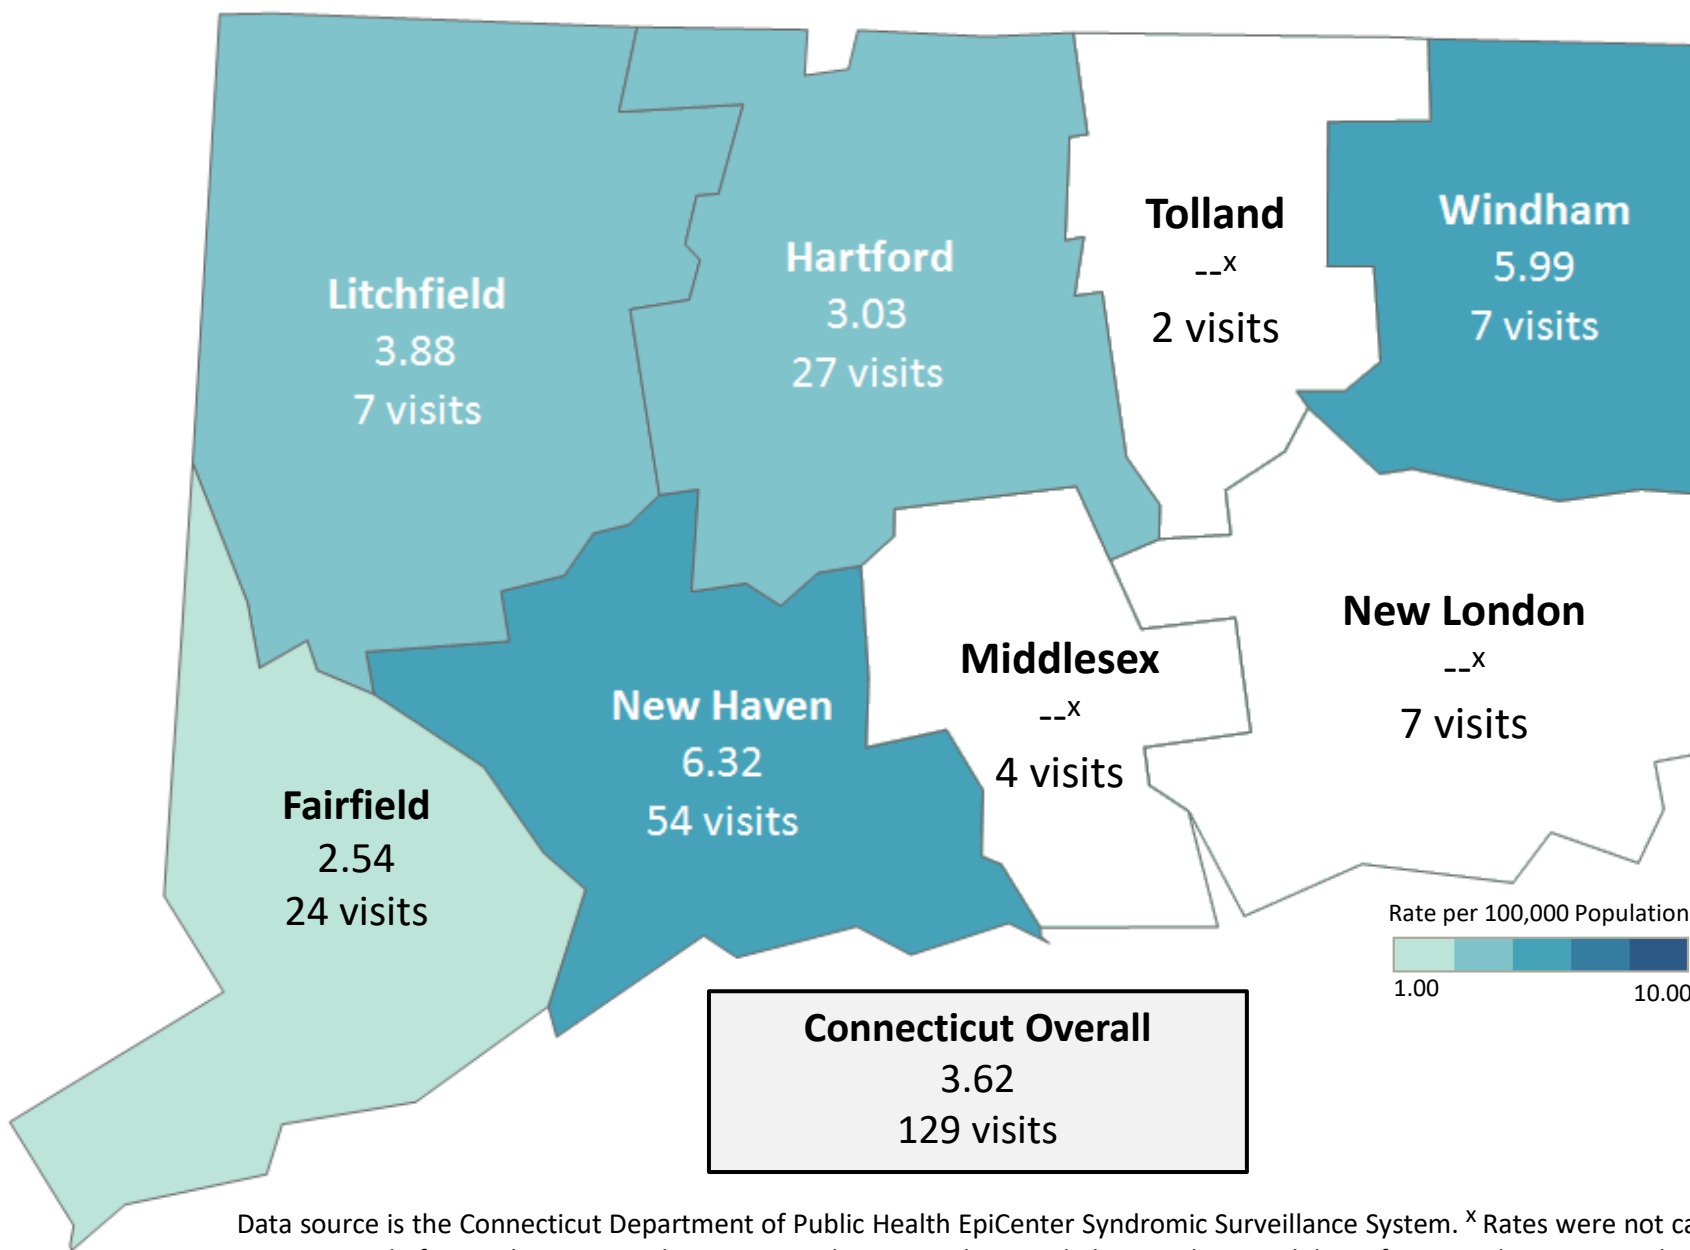 Litchfield
3.88
7 visits
Hartford
3.03
27 visits
Tolland
--ˣ
2 visits
Windham
5.99
7 visits
New London
--ˣ
7 visits
Middlesex
--ˣ
4 visits
New Haven
6.32
54 visits
Fairfield
2.54
24 visits
Rate per 100,000 Population
1.00 10.00
Connecticut Overall
3.62
129 visits
Data source is the Connecticut Department of Public Health EpiCenter Syndromic Surveillance System. ˣ Rates were not ca